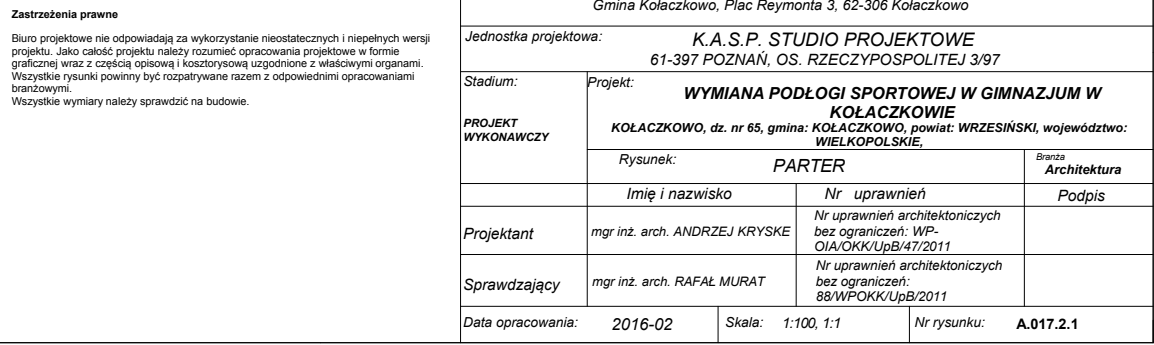 Zastrzeżenia prawne
Biuro projektowe nie odpowiadają za wykorzystanie nieostatecznych i niepełnych wersji
projektu. Jako całość projektu należy rozumieć opracowania projektowe w formie
graficznej wraz z częścią opisową i kosztorysową uzgodnione z właściwymi organami.
Wszystkie rysunki powinny być rozpatrywane razem z odpowiednimi opracowaniami
branżowymi.
Wszystkie wymiary należy sprawdzić na budowie.
Gmina Kołaczkowo, Plac Reymonta 3, 62-306 Kołaczkowo
Jednostka projektowa:
K.A.S.P. STUDIO PROJEKTOWE
61-397 POZNAŃ, OS. RZECZYPOSPOLITEJ 3/97
Stadium:
PROJEKT
WYKONAWCZY
Projekt:
WYMIANA PODŁOGI SPORTOWEJ W GIMNAZJUM W
KOŁACZKOWIE
KOŁACZKOWO, dz. nr 65, gmina: KOŁACZKOWO, powiat: WRZESIŃSKI, województwo:
WIELKOPOLSKIE,
Rysunek:
PARTER
Branża
Architektura
Imię i nazwisko
Nr uprawnień
Podpis
Projektant
mgr inż. arch. ANDRZEJ KRYSKE
Nr uprawnień architektoniczych
bez ograniczeń: WP-
OIA/OKK/UpB/47/2011
Sprawdzający
mgr inż. arch. RAFAŁ MURAT
Nr uprawnień architektoniczych
bez ograniczeń:
88/WPOKK/UpB/2011
Data opracowania:
2016-02
Skala: 1:100, 1:1
Nr rysunku:
A.017.2.1